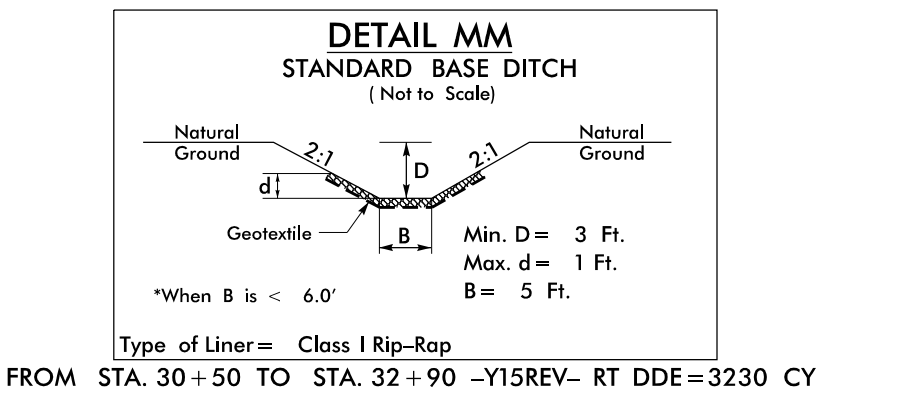 DETAIL MM
STANDARD BASE DITCH
( Not to Scale)
Natural
Ground
2:1
D
2:1
Natural
Ground
d
Geotextile
B
Min. D = 3 Ft.
Max. d = 1 Ft.
B = 5 Ft.
*When B is < 6.0'
Type of Liner = Class I Rip-Rap
FROM STA. 30+50 TO STA. 32+90 -Y15REV- RT DDE=3230 CY